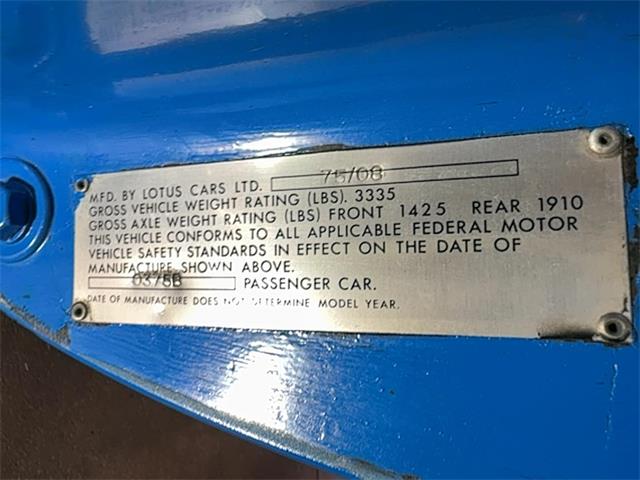 MFD. BY LOTUS CARS LTD. 75/08
GROSS VEHICLE WEIGHT RATING (LBS). 3335
GROSS AXLE WEIGHT RATING (LBS) FRONT 1425 REAR 1910
THIS VEHICLE CONFORMS TO ALL APPLICABLE FEDERAL MOTOR
VEHICLE SAFETY STANDARDS IN EFFECT ON THE DATE OF
MANUFACTURE SHOWN ABOVE.
0375B PASSENGER CAR.
DATE OF MANUFACTURE DOES NOT DETERMINE MODEL YEAR.